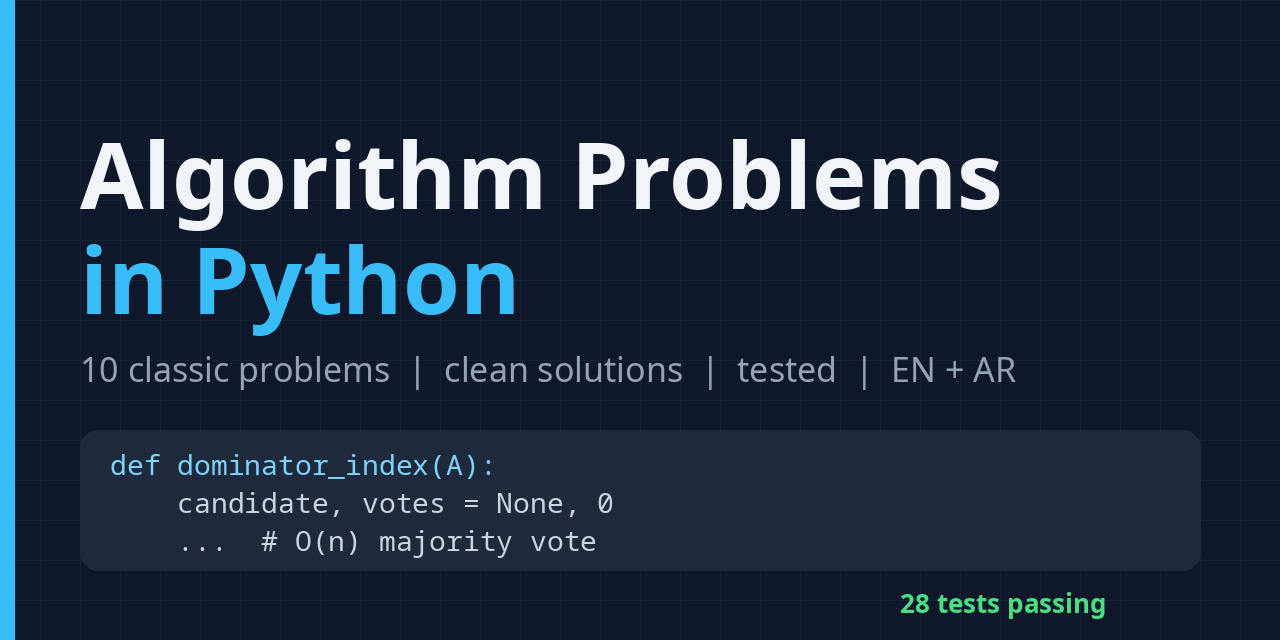 Algorithm Problems
in Python
10 classic problems | clean solutions | tested | EN + AR
def dominator_index(A):
    candidate, votes = None, 0
    ...  # O(n) majority vote
28 tests passing